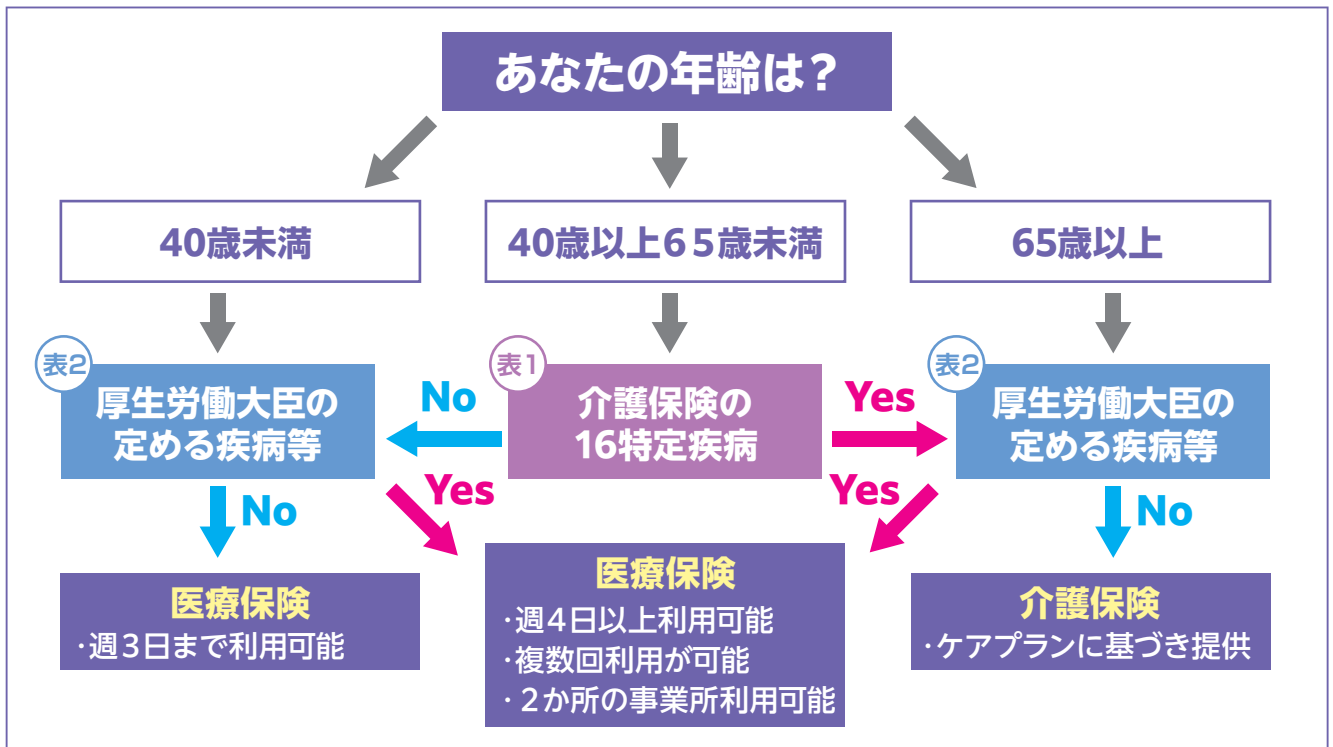 あなたの年齢は？
40歳未満
40歳以上65歳未満
65歳以上
表2
厚生労働大臣の
定める疾病等
No
表1
介護保険の
16特定疾病
Yes
表2
厚生労働大臣の
定める疾病等
No
Yes
Yes
No
医療保険
・週3日まで利用可能
医療保険
・週4日以上利用可能
・複数回利用が可能
・2か所の事業所利用可能
介護保険
・ケアプランに基づき提供